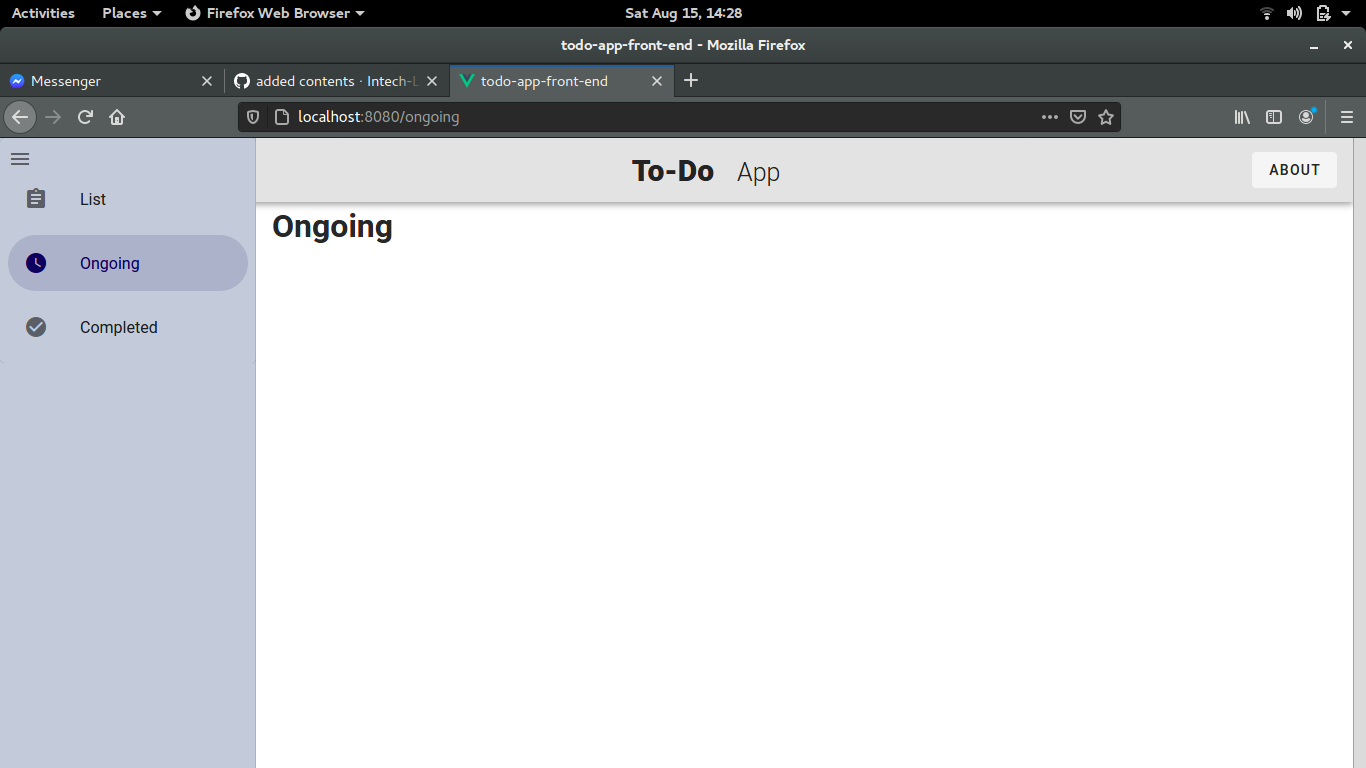 Activities Places Firefox Web Browser Sat Aug 15, 14:28
todo-app-front-end - Mozilla Firefox
Messenger added contents · Intech-L todo-app-front-end
localhost:8080/ongoing
To-Do App ABOUT
List
Ongoing
Ongoing
Completed